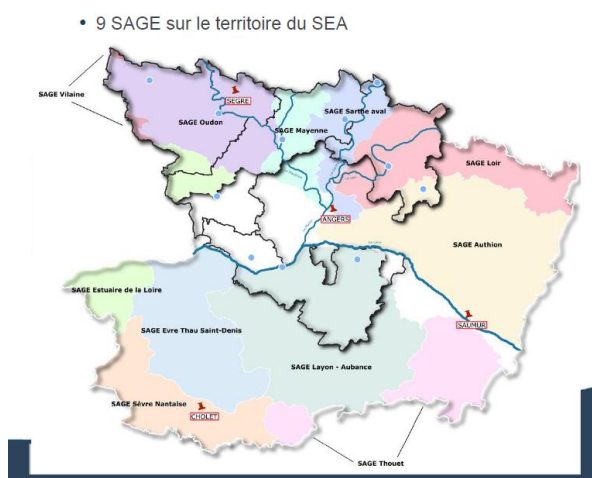 • 9 SAGE sur le territoire du SEA
SAGE Vilaine
SEGRE
SAGE Oudon
SAGE Sarthe aval
SAGE Mayenne
SAGE Loir
ANGERS
SAGE Authion
SAGE Estuaire de la Loire
SAUMUR
SAGE Evre Thau Saint-Denis
SAGE Layon - Aubance
SAGE Sèvre Nantaise
CHOLET
SAGE Thouet